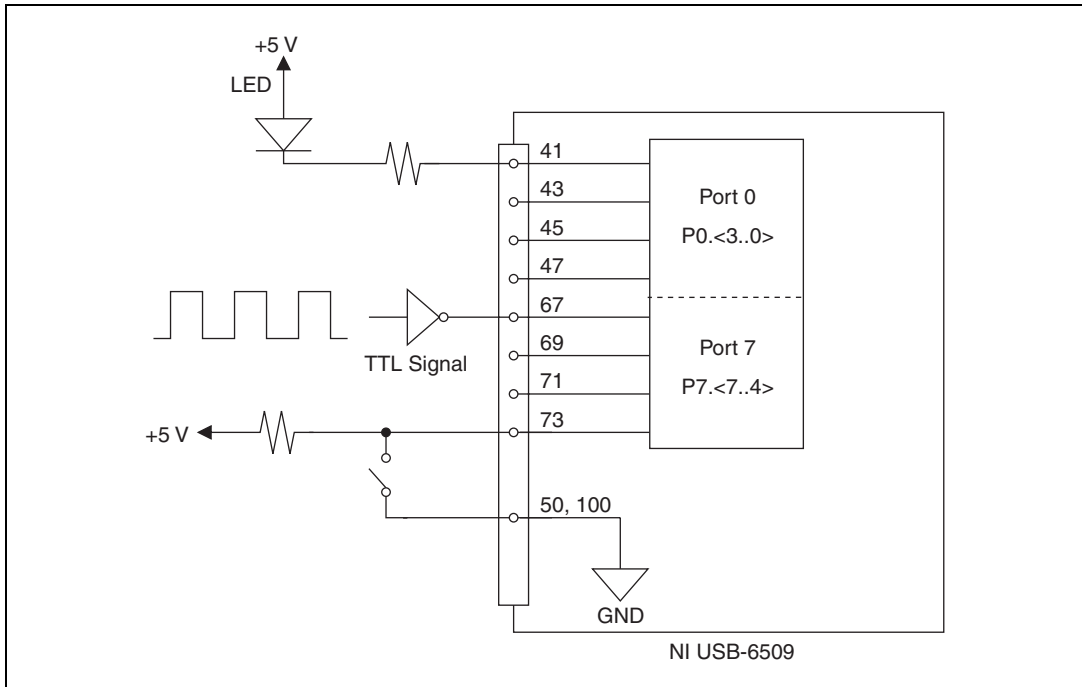 +5 V
LED
41
43
45
47
67
69
71
73
50, 100
Port 0
P0.<3..0>
Port 7
P7.<7..4>
TTL Signal
+5 V
GND
NI USB-6509